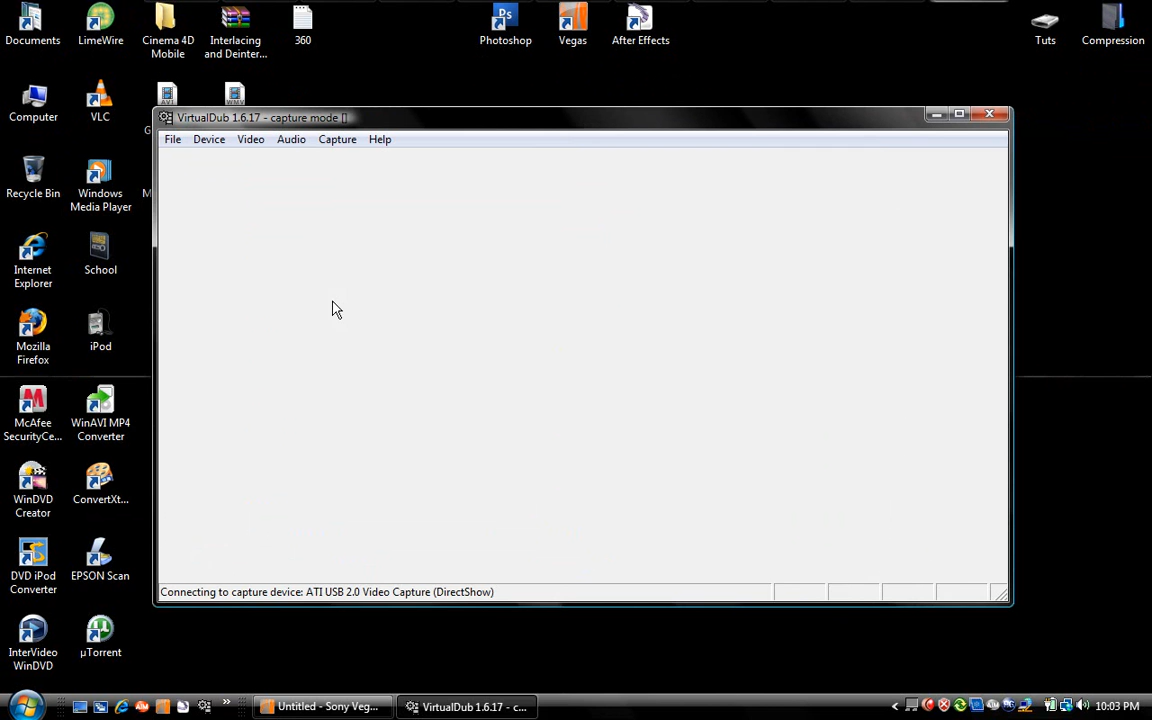 Documents
LimeWire
Cinema 4D
Mobile
Interlacing
and Deinter...
360
Ps
Photoshop
Vegas
After Effects
Tuts
Compression
Computer
VLC
AVI
WMV
VirtualDub 1.6.17 - capture mode []
File Device Video Audio Capture Help
Recycle Bin
Windows
Media Player
Internet
Explorer
School
Mozilla
Firefox
iPod
McAfee
SecurityCe...
WinAVI MP4
Converter
WinDVD
Creator
ConvertXt...
DVD iPod
Converter
EPSON Scan
Connecting to capture device: ATI USB 2.0 Video Capture (DirectShow)
InterVideo
WinDVD
µTorrent
Untitled - Sony Veg...
VirtualDub 1.6.17 - c...
10:03 PM